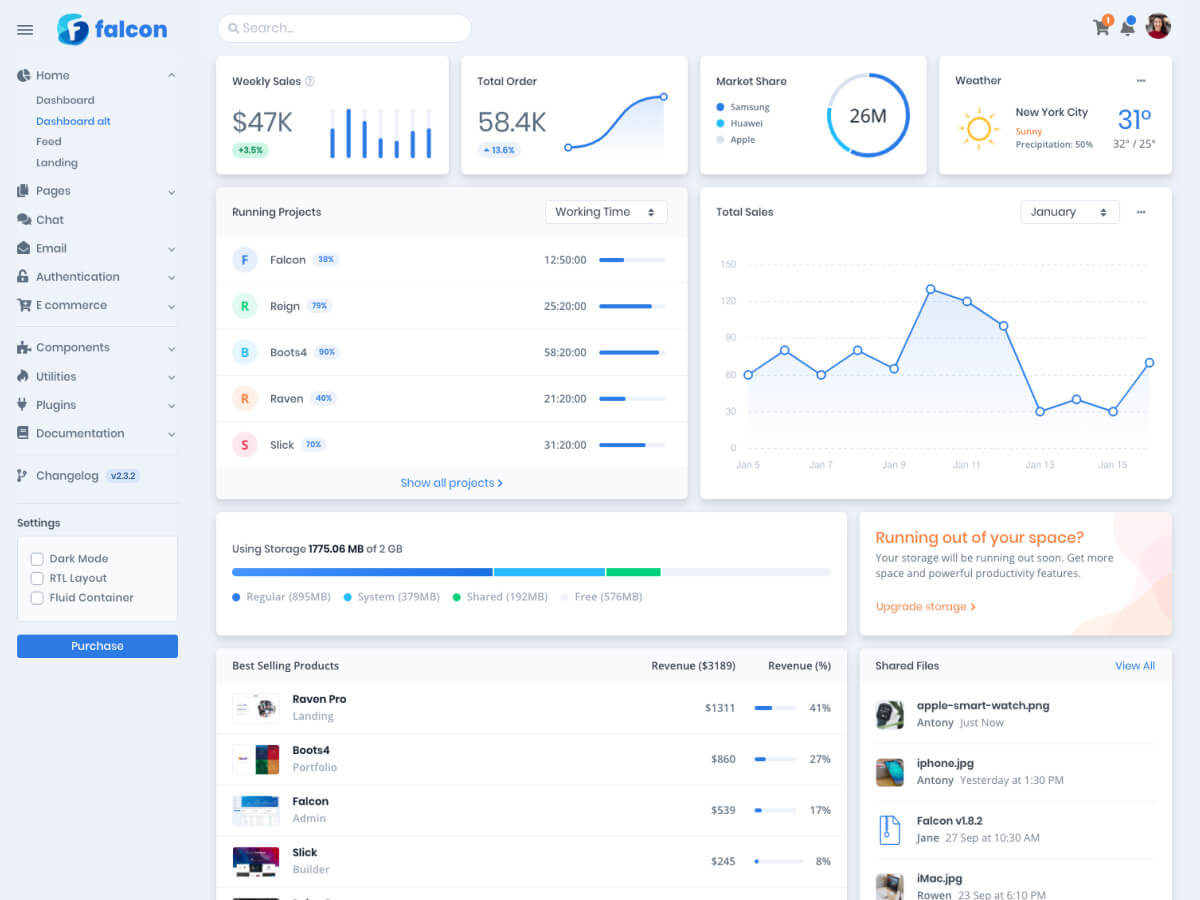 falcon
Search...
1
Home
Dashboard
Dashboard alt
Feed
Landing
Pages
Chat
Email
Authentication
E commerce
Components
Utilities
Plugins
Documentation
Changelog v2.3.2
Settings
Dark Mode
RTL Layout
Fluid Container
Purchase
Weekly Sales
$47K
+3.5%
Total Order
58.4K
13.6%
Market Share
Samsung
Huawei
Apple
26M
Weather
New York City
Sunny
Precipitation: 50%
31°
32° / 25°
Running Projects
Working Time
F Falcon 38% 12:50:00
R Reign 79% 25:20:00
B Boots4 90% 58:20:00
R Raven 40% 21:20:00
S Slick 70% 31:20:00
Show all projects
Total Sales
January
150
120
90
60
30
0
Jan 5 Jan 7 Jan 9 Jan 11 Jan 13 Jan 15
Using Storage 1775.06 MB of 2 GB
Regular (895MB) System (379MB) Shared (192MB) Free (576MB)
Running out of your space?
Your storage will be running out soon. Get more
space and powerful productivity features.
Upgrade storage
Best Selling Products Revenue ($3189) Revenue (%)
Raven Pro
Landing
$1311 41%
Boots4
Portfolio
$860 27%
Falcon
Admin
$539 17%
Slick
Builder
$245 8%
Shared Files View All
apple-smart-watch.png
Antony Just Now
iphone.jpg
Antony Yesterday at 1:30 PM
Falcon v1.8.2
Jane 27 Sep at 10:30 AM
iMac.jpg
Rowen 23 Sep at 6:10 PM